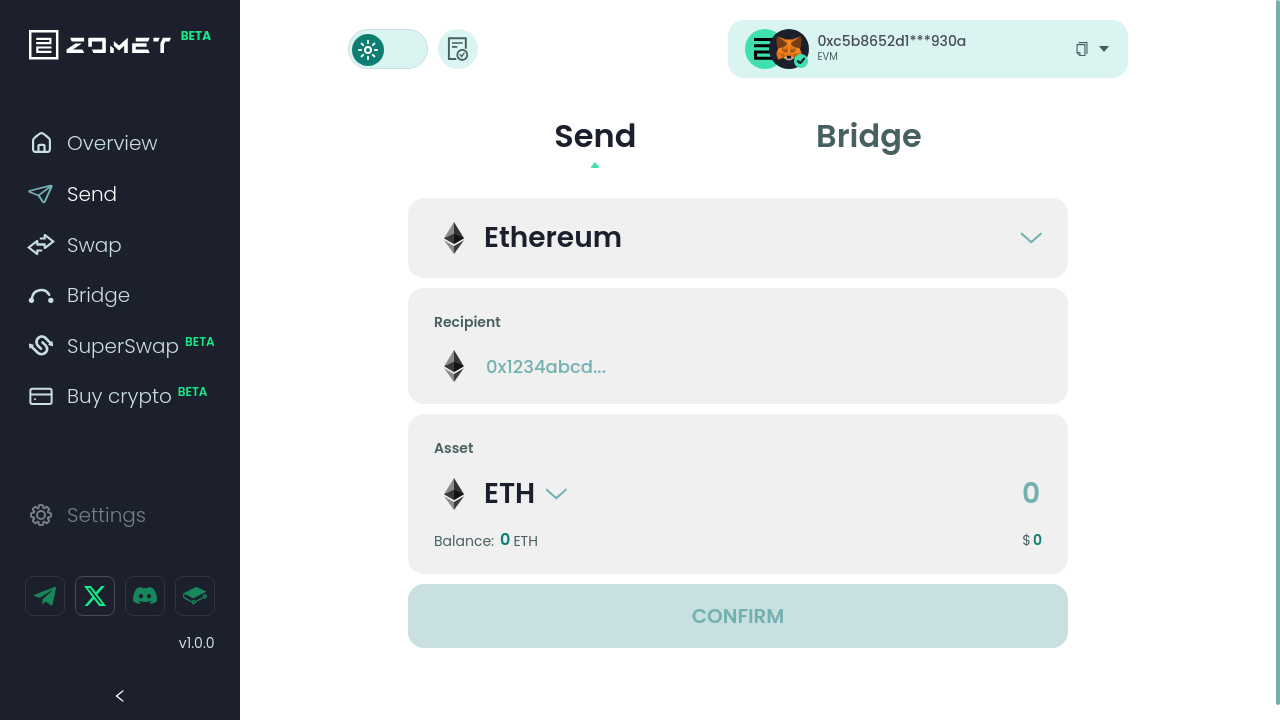 ZOMET BETA
Overview
Send
Swap
Bridge
SuperSwap BETA
Buy crypto BETA
Settings
v1.0.0
0xc5b8652d1***930a
EVM
Send
Bridge
Ethereum
Recipient
0x1234abcd...
Asset
ETH
0
Balance: 0 ETH
$ 0
CONFIRM